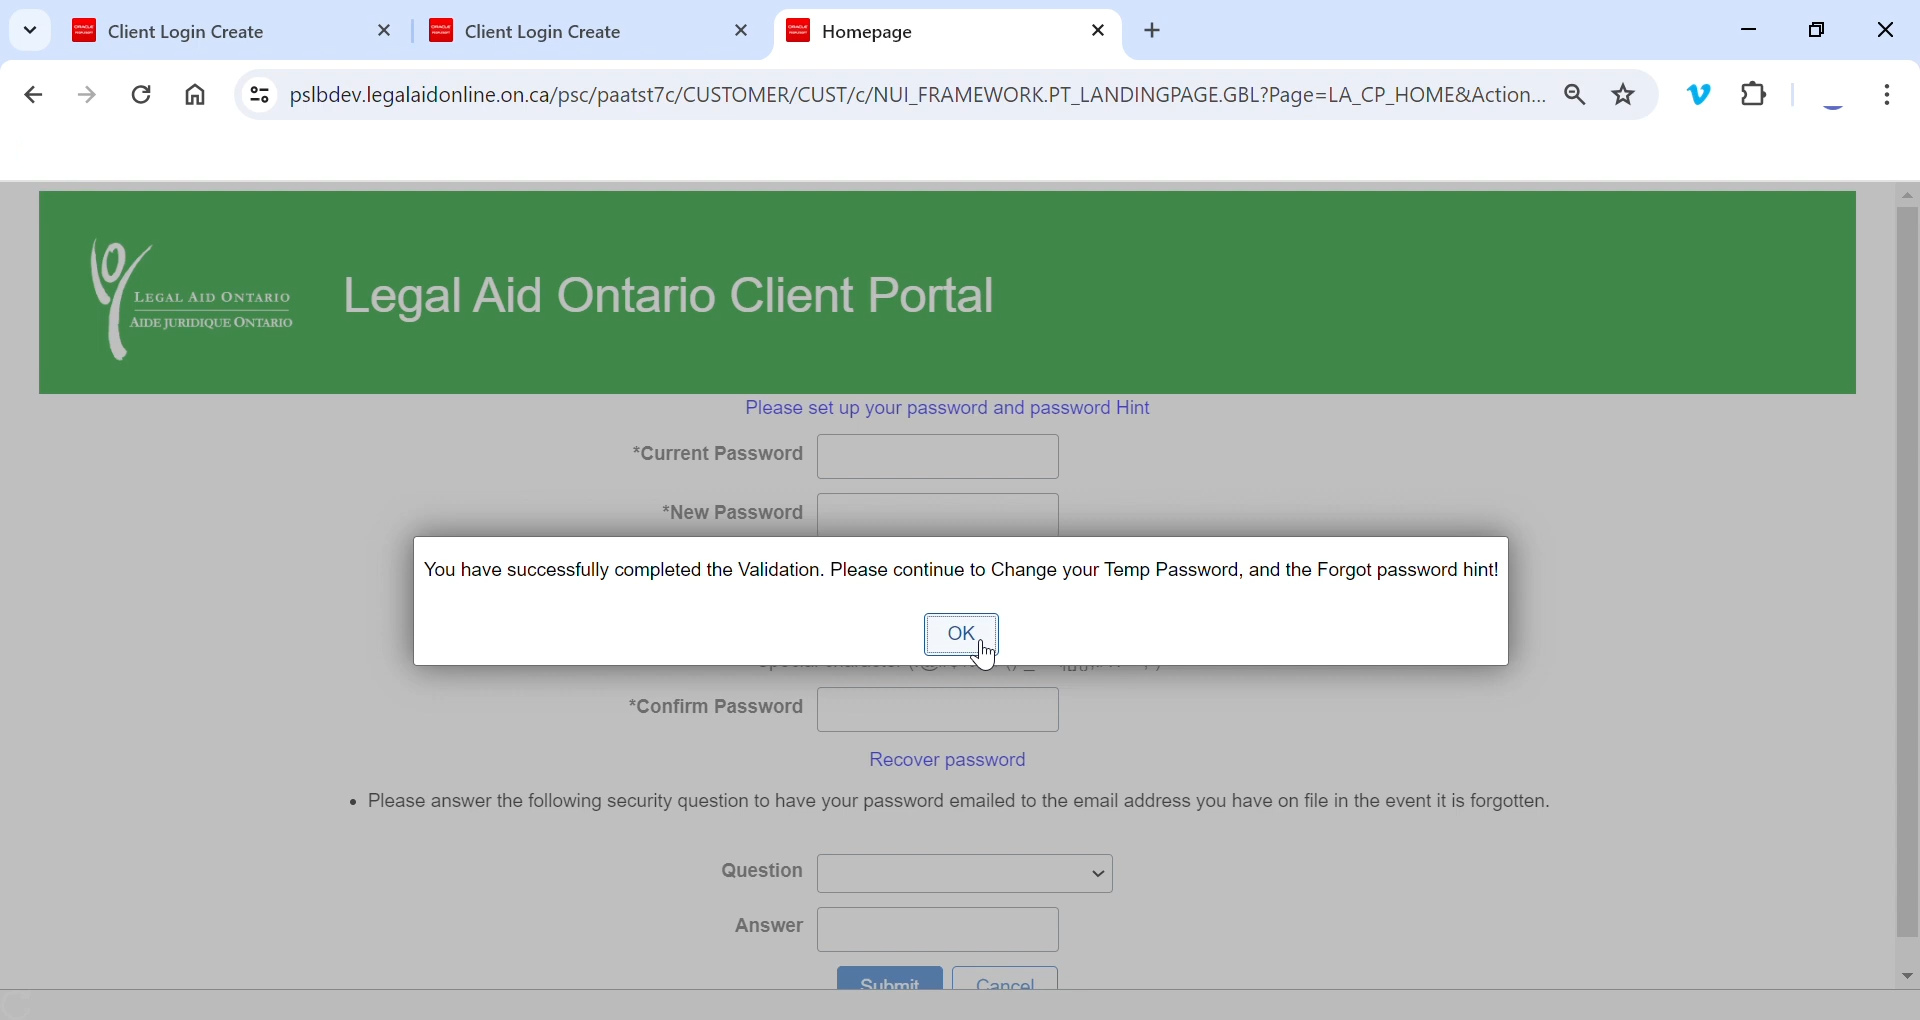 Client Login Create
Client Login Create
Homepage
pslbdev.legalaidonline.on.ca/psc/paatst7c/CUSTOMER/CUST/c/NUI_FRAMEWORK.PT_LANDINGPAGE.GBL?Page=LA_CP_HOME&Action...
LEGAL AID ONTARIO
AIDE JURIDIQUE ONTARIO
Legal Aid Ontario Client Portal
Please set up your password and password Hint
*Current Password
*New Password
You have successfully completed the Validation. Please continue to Change your Temp Password, and the Forgot password hint!
OK
*Confirm Password
Recover password
• Please answer the following security question to have your password emailed to the email address you have on file in the event it is forgotten.
Question
Answer
Submit
Cancel